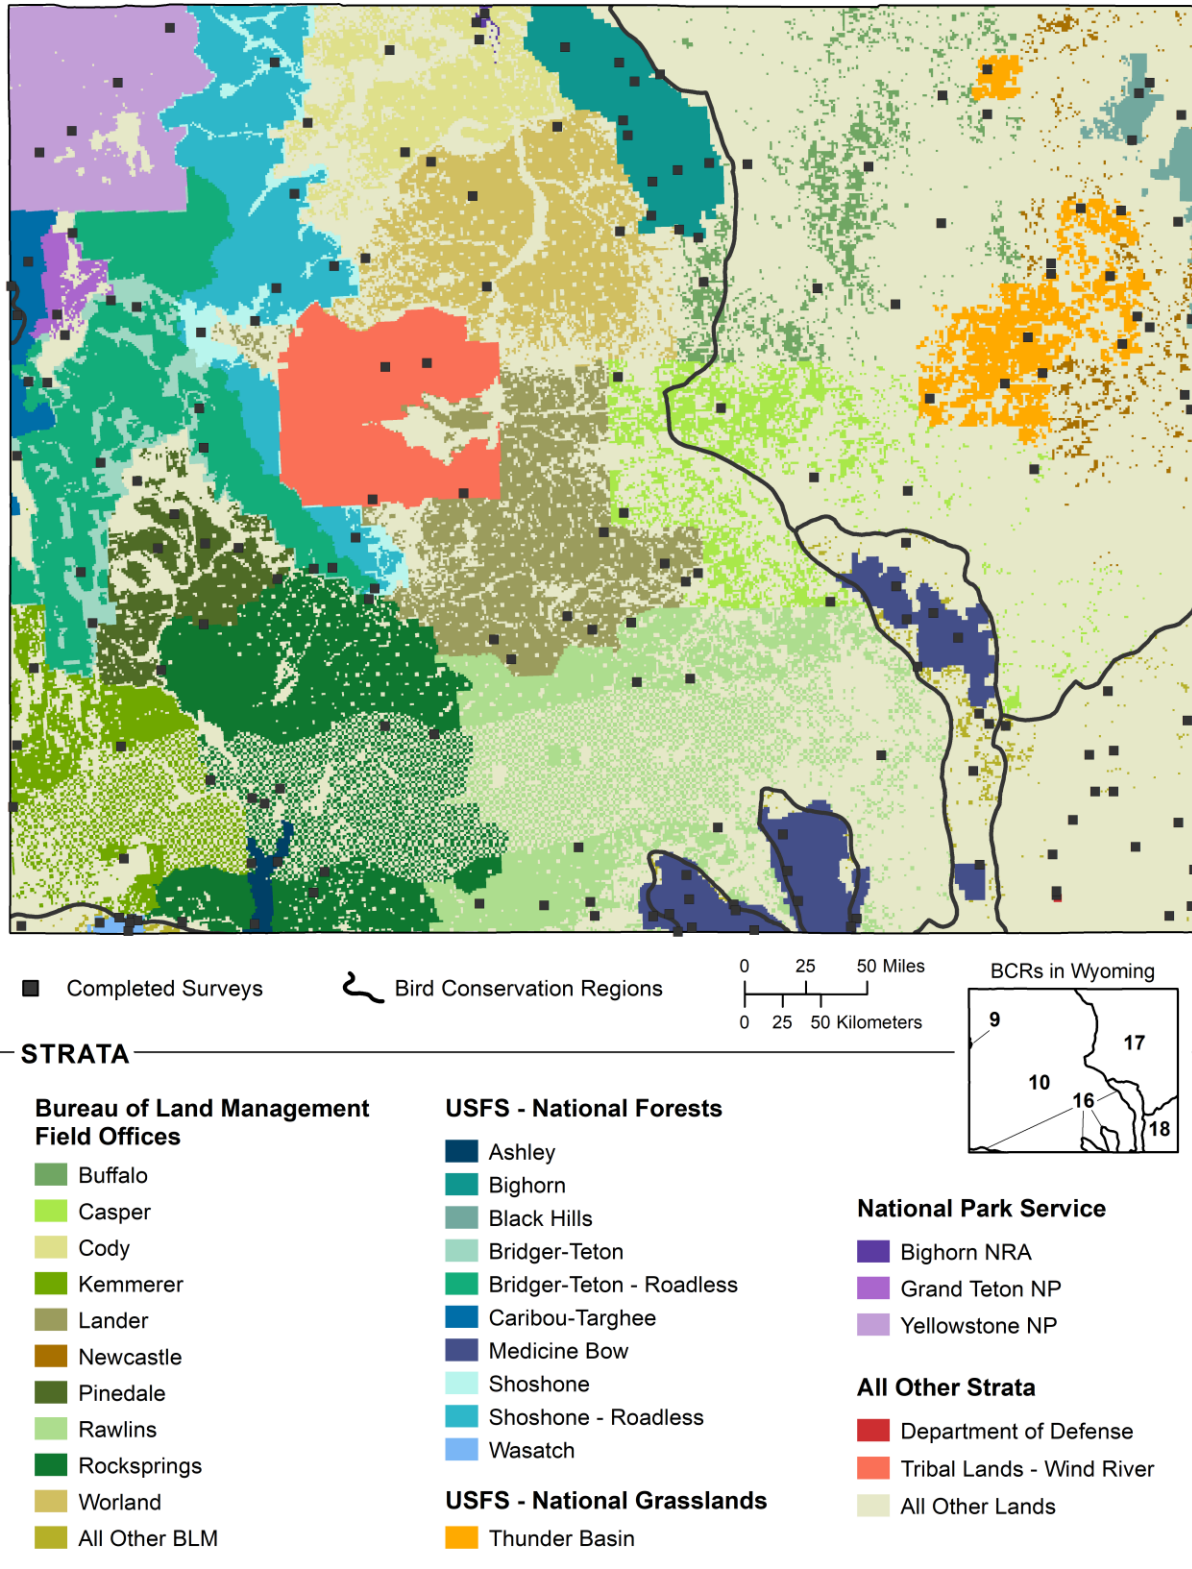 Completed Surveys
Bird Conservation Regions
0 25 50 Miles
0 25 50 Kilometers
BCRs in Wyoming
9
17
10
16
18
STRATA
Bureau of Land Management
Field Offices
Buffalo
Casper
Cody
Kemmerer
Lander
Newcastle
Pinedale
Rawlins
Rocksprings
Worland
All Other BLM
USFS - National Forests
Ashley
Bighorn
Black Hills
Bridger-Teton
Bridger-Teton - Roadless
Caribou-Targhee
Medicine Bow
Shoshone
Shoshone - Roadless
Wasatch
USFS - National Grasslands
Thunder Basin
National Park Service
Bighorn NRA
Grand Teton NP
Yellowstone NP
All Other Strata
Department of Defense
Tribal Lands - Wind River
All Other Lands